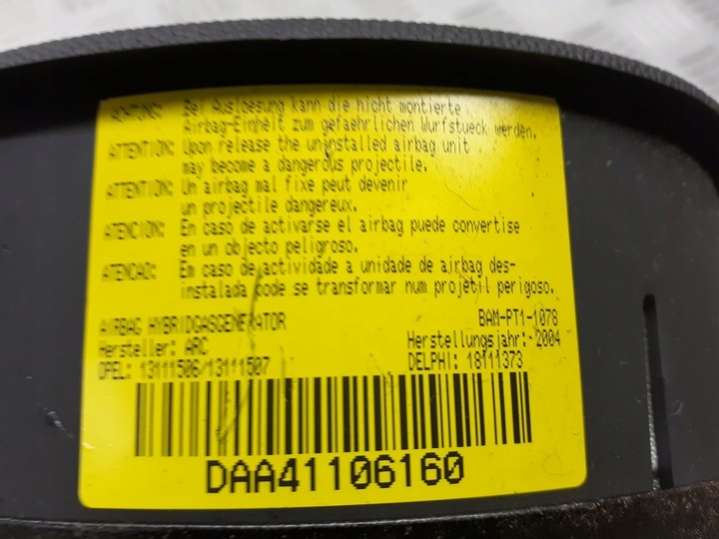 ACHTUNG: Bei Ausloesung kann die nicht montierte
Airbag-Einheit zum gefaehrlichen Wurfstueck werden.
ATTENTION: Upon release the uninstalled airbag unit
may become a dangerous projectile.
ATTENTION: Un airbag mal fixe peut devenir
un projectile dangereux.
ATENCION: En caso de activarse el airbag puede convertise
en un objecto peligroso.
ATENCAO: Em caso de actividade a unidade de airbag des-
instalada pode se transformar num projétil perigoso.
AIRBAG HYBRIDGASGENERATOR BAM-PT1-1078
Hersteller: ARC Herstellungsjahr: 2004
OPEL: 13111506/13111507 DELPHI: 18111373
DAA41106160